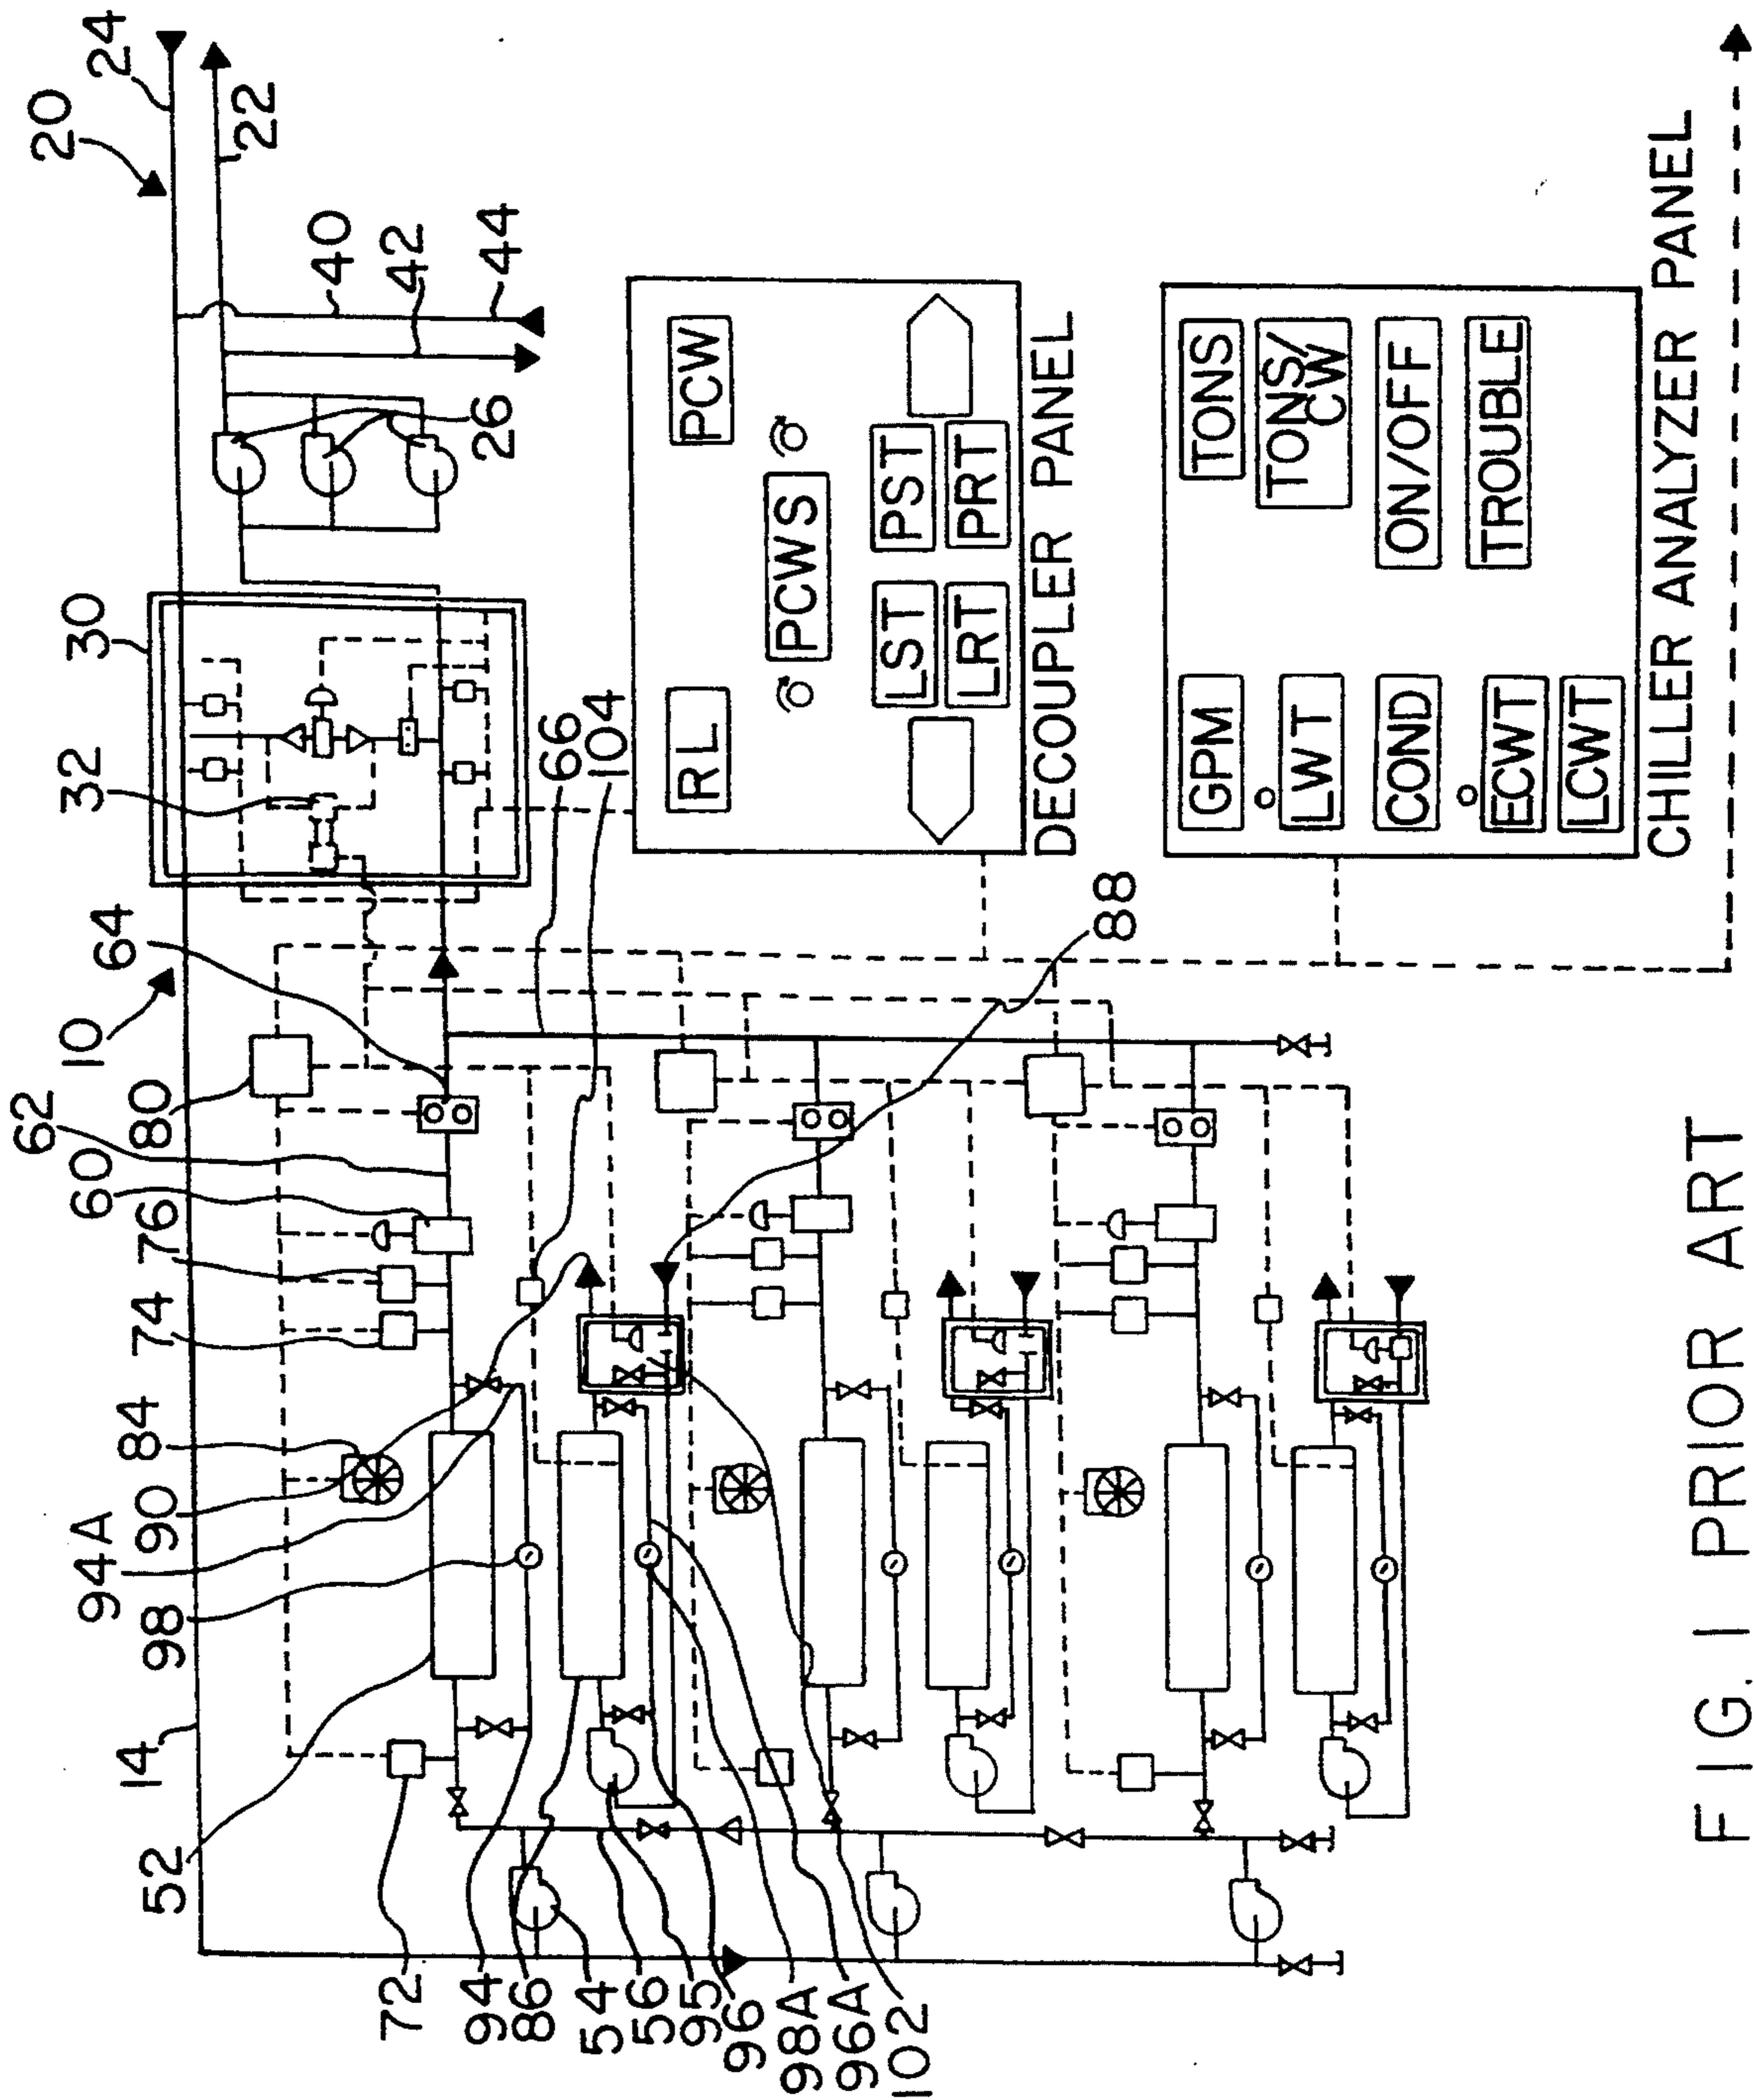 20
24
22
40
42
44
26
30
32
64
10
62
60
80
76
74
84
90
94A
98
14
52
72
94
86
54
56
95
96
98A
96A
102
66
104
88
RL
PCW
PCWS
LST
PST
LRT
PRT
DECOUPLER PANEL
GPM
TONS
LWT
TONS/
CW
COND
ON/OFF
ECWT
TROUBLE
LCWT
CHILLER ANALYZER PANEL
FIG. 1 PRIOR ART